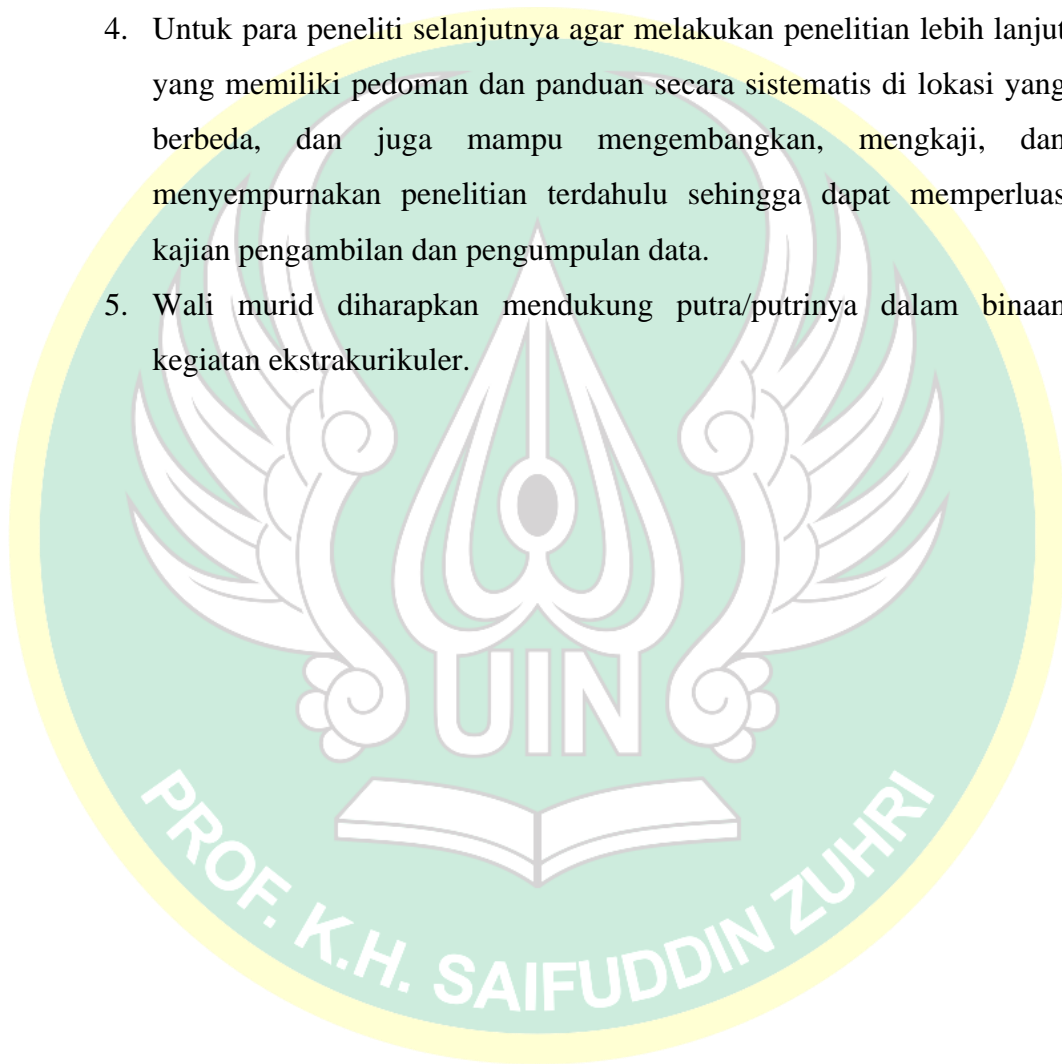 4. Untuk para peneliti selanjutnya agar melakukan penelitian lebih lanjut
yang memiliki pedoman dan panduan secara sistematis di lokasi yang
berbeda, dan juga mampu mengembangkan, mengkaji, dan
menyempurnakan penelitian terdahulu sehingga dapat memperluas
kajian pengambilan dan pengumpulan data.
5. Wali murid diharapkan mendukung putra/putrinya dalam binaan
kegiatan ekstrakurikuler.
UIN
PROF. K.H. SAIFUDDIN ZUHRI